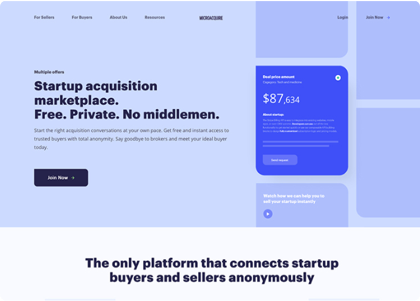 For Sellers
For Buyers
About Us
Resources
MICROACQUIRE
Login
Join Now →
Multiple offers
Startup acquisition
marketplace.
Free. Private. No middlemen.
Start the right acquisition conversations at your own pace. Get free and instant access to
trusted buyers with total anonymity. Say goodbye to brokers and meet your ideal buyer
today.
Join Now →
Deal price amount
$87,634
About startup
Watch how we can help you to
sell your startup instantly
The only platform that connects startup
buyers and sellers anonymously